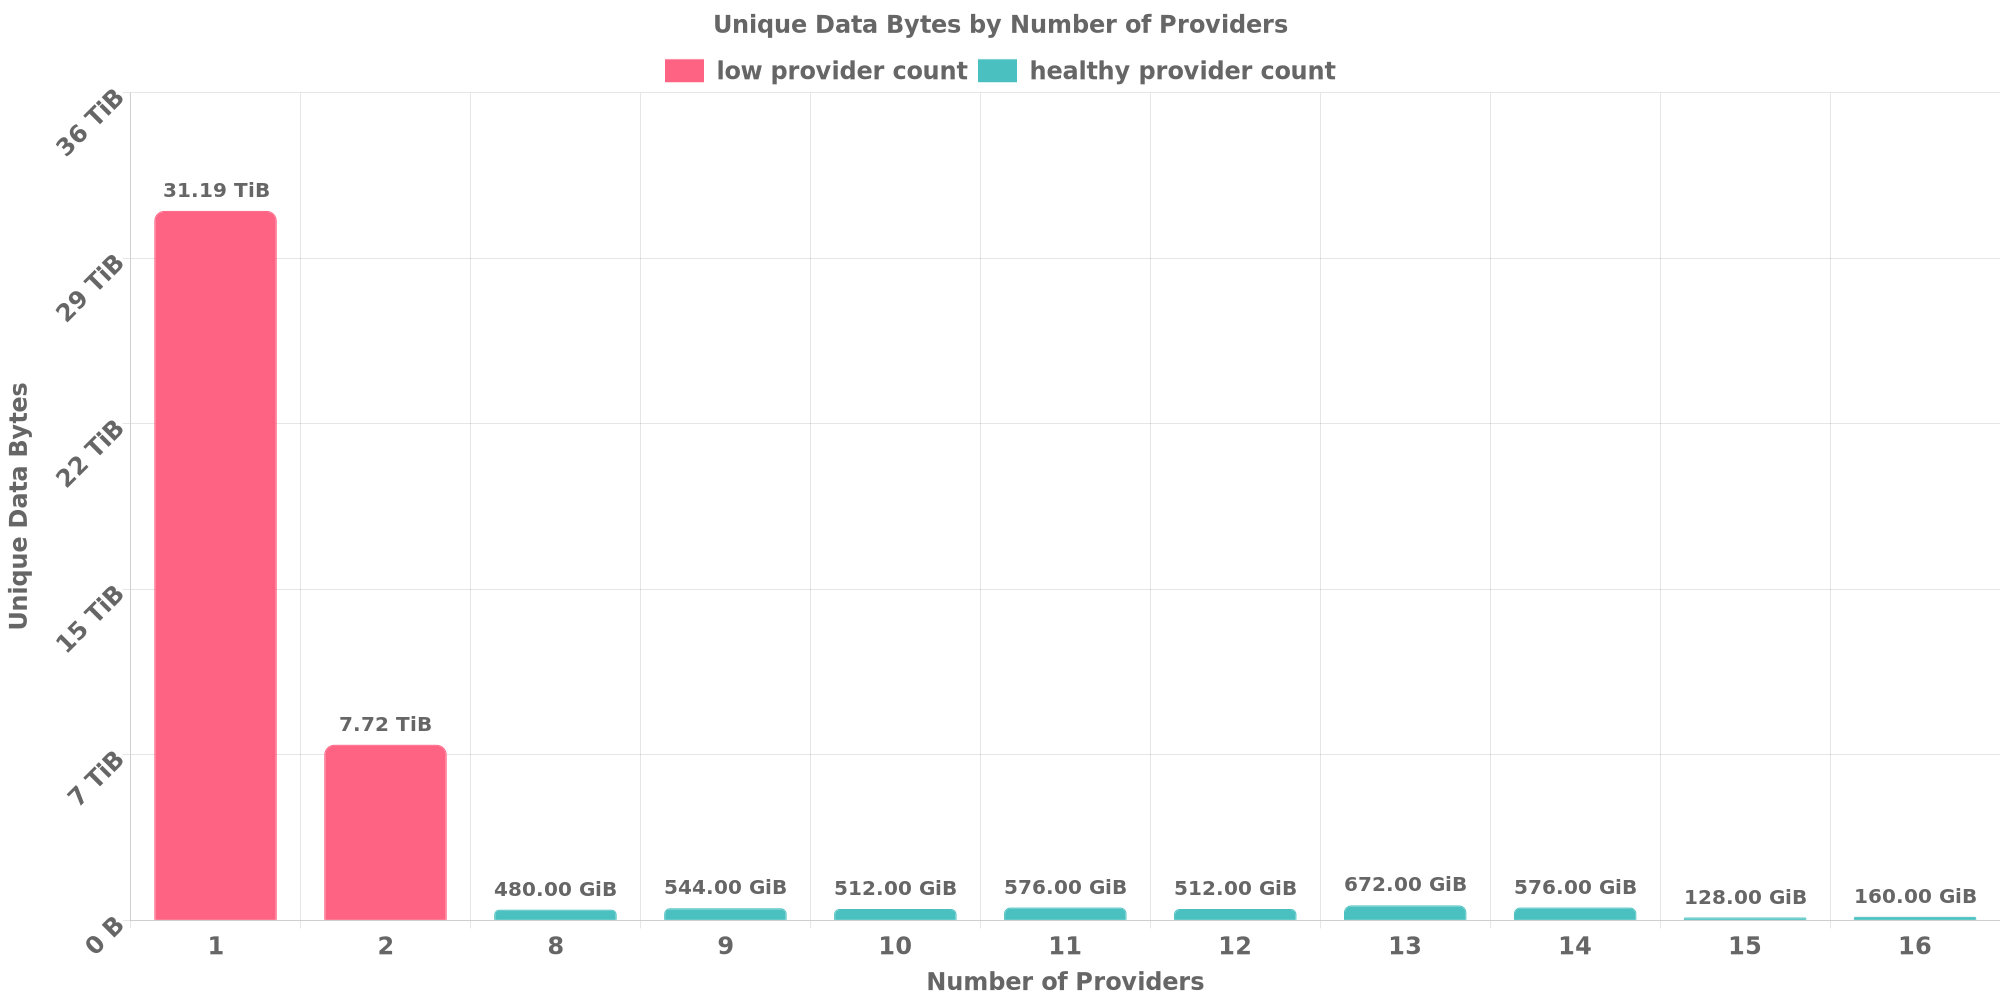 Unique Data Bytes by Number of Providers
low provider count healthy provider count
36 TiB
29 TiB
22 TiB
15 TiB
7 TiB
0 B
Unique Data Bytes
31.19 TiB
7.72 TiB
480.00 GiB
544.00 GiB
512.00 GiB
576.00 GiB
512.00 GiB
672.00 GiB
576.00 GiB
128.00 GiB
160.00 GiB
1 2 8 9 10 11 12 13 14 15 16
Number of Providers